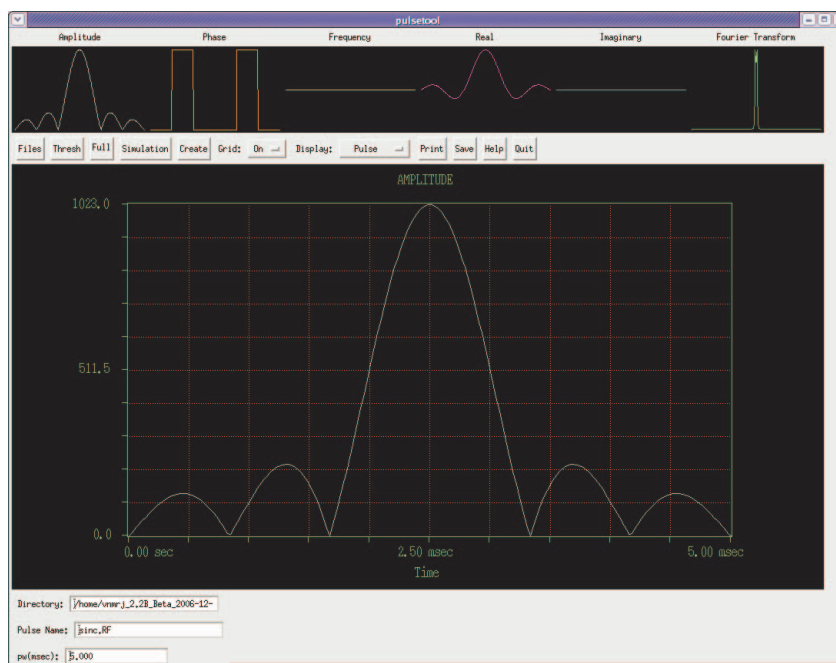 pulsetool
Amplitude Phase Frequency Real Imaginary Fourier Transform
Files Thresh Full Simulation Create Grid: On Display: Pulse Print Save Help Quit
AMPLITUDE
1023.0
511.5
0.0
0.00 sec 2.50 msec 5.00 msec
Time
Directory: /home/vnmrj_2.2B_Beta_2006-12-
Pulse Name: sinc.RF
pw(msec): 5.000